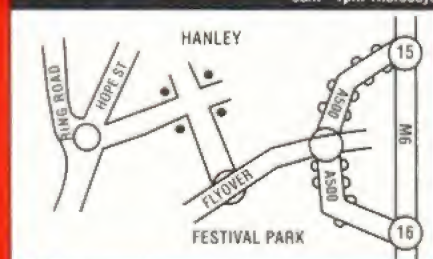 HANLEY
15
RING ROAD
HOPE ST
A500
M6
FLYOVER
A500
FESTIVAL PARK
16